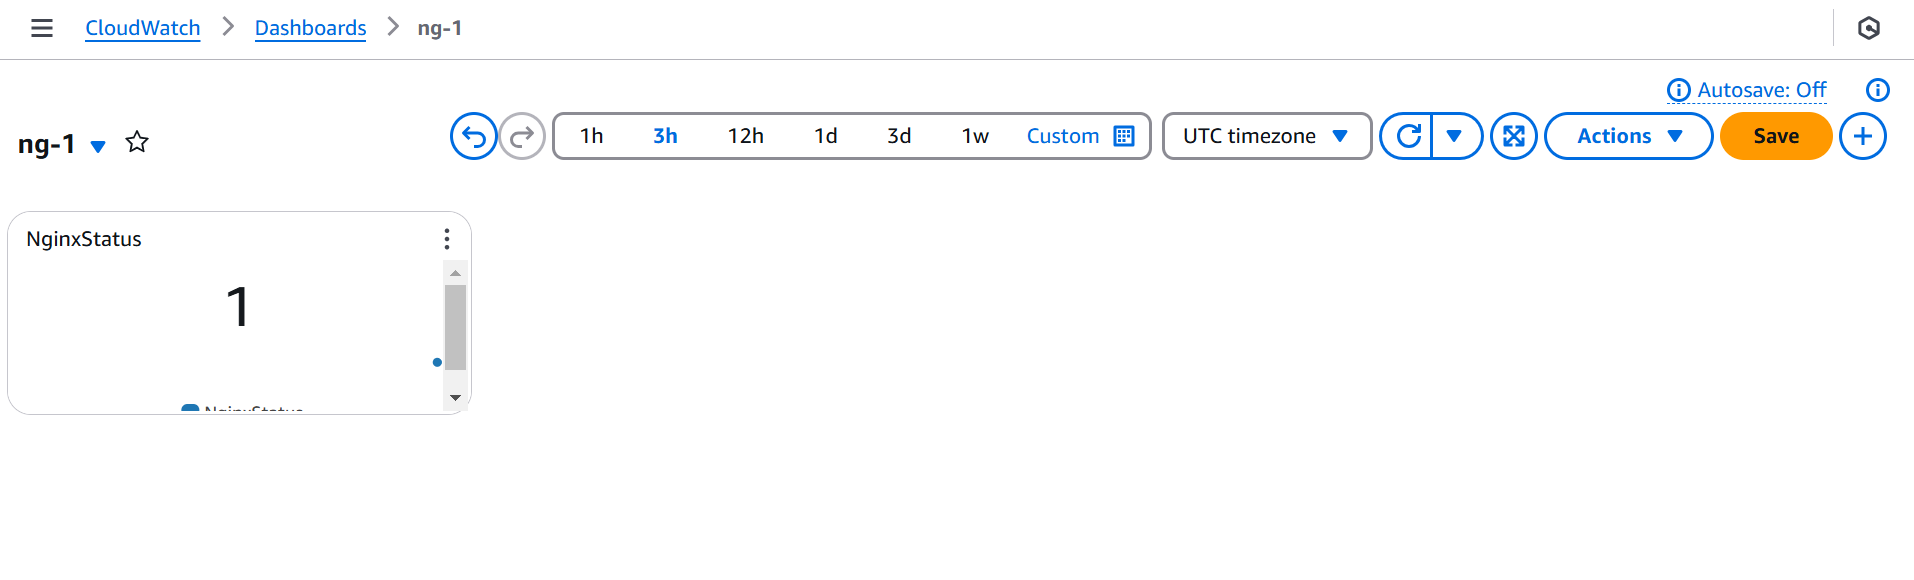 CloudWatch Dashboards ng-1
Autosave: Off
ng-1
1h 3h 12h 1d 3d 1w Custom
UTC timezone
Actions
Save
NginxStatus
1
NginxStatus